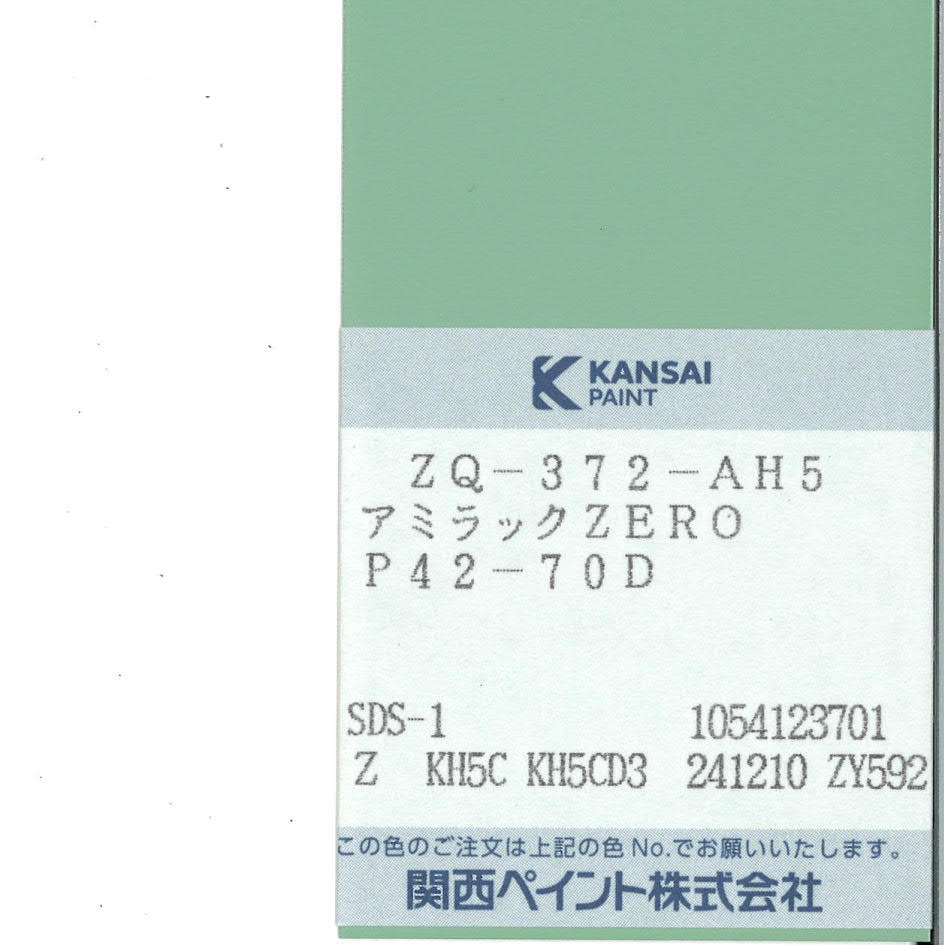 KANSAI
PAINT
ZQ-372-AH5
アミラックZERO
P42-70D
SDS-1 1054123701
Z KH5C KH5CD3 241210 ZY592
この色のご注文は上記の色No.でお願いいたします。
関西ペイント株式会社